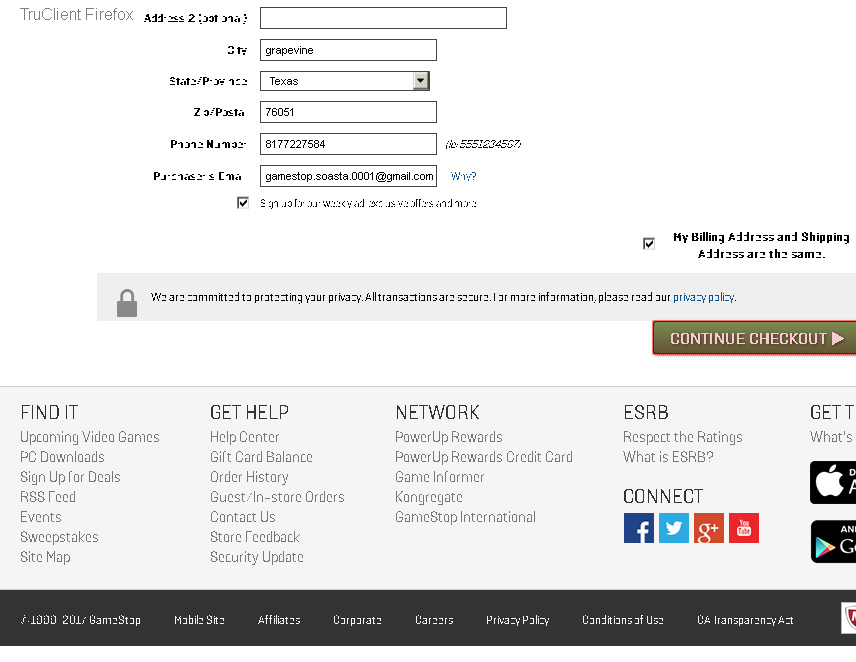 TruClient Firefox
Address 2 (optional)
City grapevine
State/Province Texas
Zip/Postal 76051
Phone Number 8177227584 (ie: 5551234567)
Purchaser's Email gamestop.soasta.0001@gmail.com Why?
Sign up for our weekly ad, exclusive offers and more
My Billing Address and Shipping
Address are the same.
We are committed to protecting your privacy. All transactions are secure. For more information, please read our privacy policy.
CONTINUE CHECKOUT
FIND IT
Upcoming Video Games
PC Downloads
Sign Up for Deals
RSS Feed
Events
Sweepstakes
Site Map
GET HELP
Help Center
Gift Card Balance
Order History
Guest/In-store Orders
Contact Us
Store Feedback
Security Update
NETWORK
PowerUp Rewards
PowerUp Rewards Credit Card
Game Informer
Kongregate
GameStop International
ESRB
Respect the Ratings
What is ESRB?
CONNECT
f
g+
You Tube
GET T
What's
D
A
AN
Go
©1999-2017 GameStop Mobile Site Affiliates Corporate Careers Privacy Policy Conditions of Use CA Transparency Act